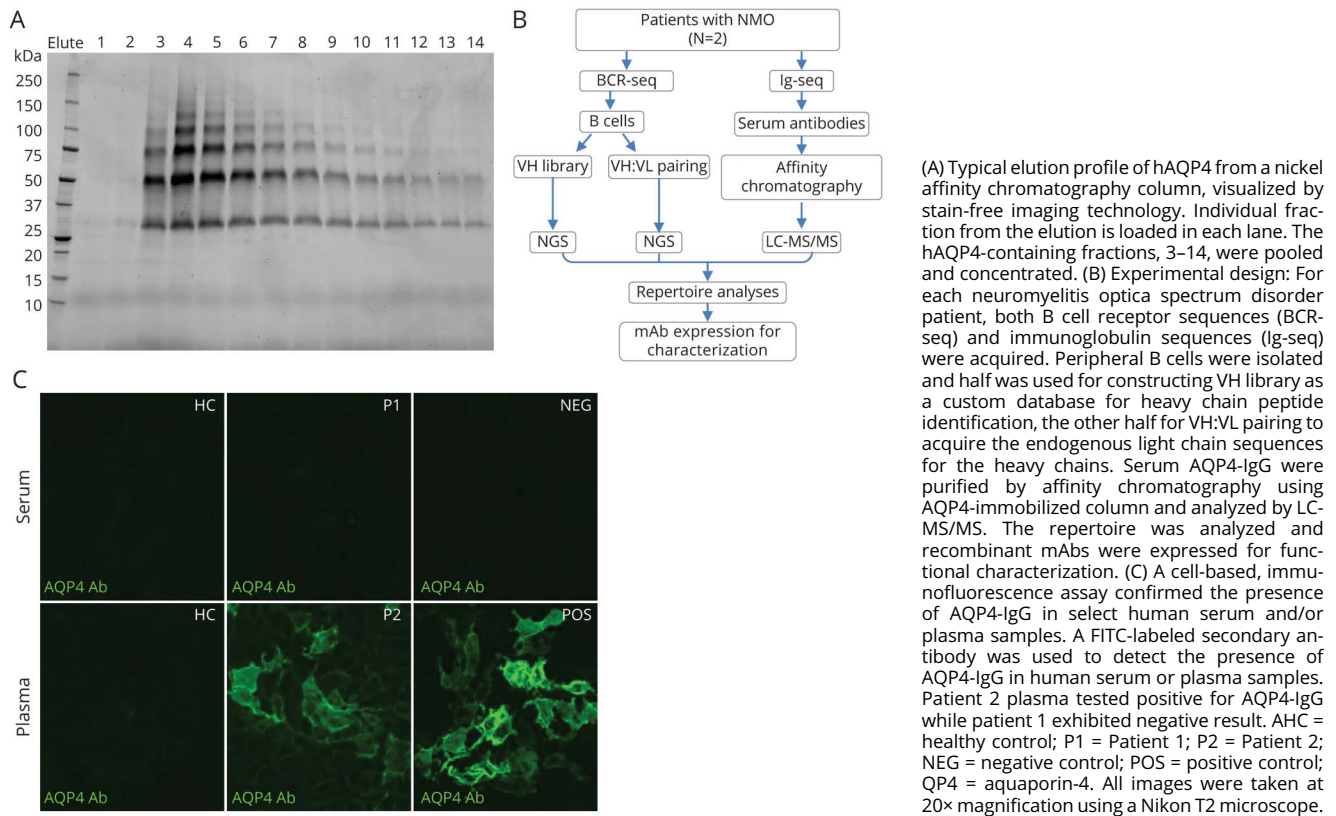 A
Elute 1 2 3 4 5 6 7 8 9 10 11 12 13 14
kDa
250
150
100
75
50
37
25
20
15
10
B
Patients with NMO
(N=2)
BCR-seq
Ig-seq
B cells
Serum antibodies
VH library
VH:VL pairing
Affinity
chromatography
NGS
NGS
LC-MS/MS
Repertoire analyses
mAb expression for
characterization
C
Serum
HC
AQP4 Ab
P1
AQP4 Ab
NEG
AQP4 Ab
Plasma
HC
AQP4 Ab
P2
AQP4 Ab
POS
AQP4 Ab
(A) Typical elution profile of hAQP4 from a nickel
affinity chromatography column, visualized by
stain-free imaging technology. Individual frac-
tion from the elution is loaded in each lane. The
hAQP4-containing fractions, 3–14, were pooled
and concentrated. (B) Experimental design: For
each neuromyelitis optica spectrum disorder
patient, both B cell receptor sequences (BCR-
seq) and immunoglobulin sequences (Ig-seq)
were acquired. Peripheral B cells were isolated
and half was used for constructing VH library as
a custom database for heavy chain peptide
identification, the other half for VH:VL pairing to
acquire the endogenous light chain sequences
for the heavy chains. Serum AQP4-IgG were
purified by affinity chromatography using
AQP4-immobilized column and analyzed by LC-
MS/MS. The repertoire was analyzed and
recombinant mAbs were expressed for func-
tional characterization. (C) A cell-based, immu-
nofluorescence assay confirmed the presence
of AQP4-IgG in select human serum and/or
plasma samples. A FITC-labeled secondary an-
tibody was used to detect the presence of
AQP4-IgG in human serum or plasma samples.
Patient 2 plasma tested positive for AQP4-IgG
while patient 1 exhibited negative result. AHC =
healthy control; P1 = Patient 1; P2 = Patient 2;
NEG = negative control; POS = positive control;
QP4 = aquaporin-4. All images were taken at
20× magnification using a Nikon T2 microscope.